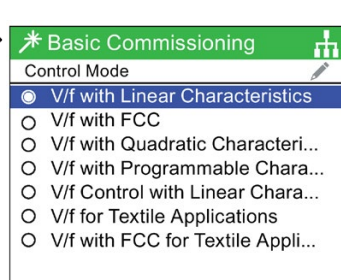 Basic Commissioning
Control Mode
V/f with Linear Characteristics
V/f with FCC
V/f with Quadratic Characteri...
V/f with Programmable Chara...
V/f Control with Linear Chara...
V/f for Textile Applications
V/f with FCC for Textile Appli...